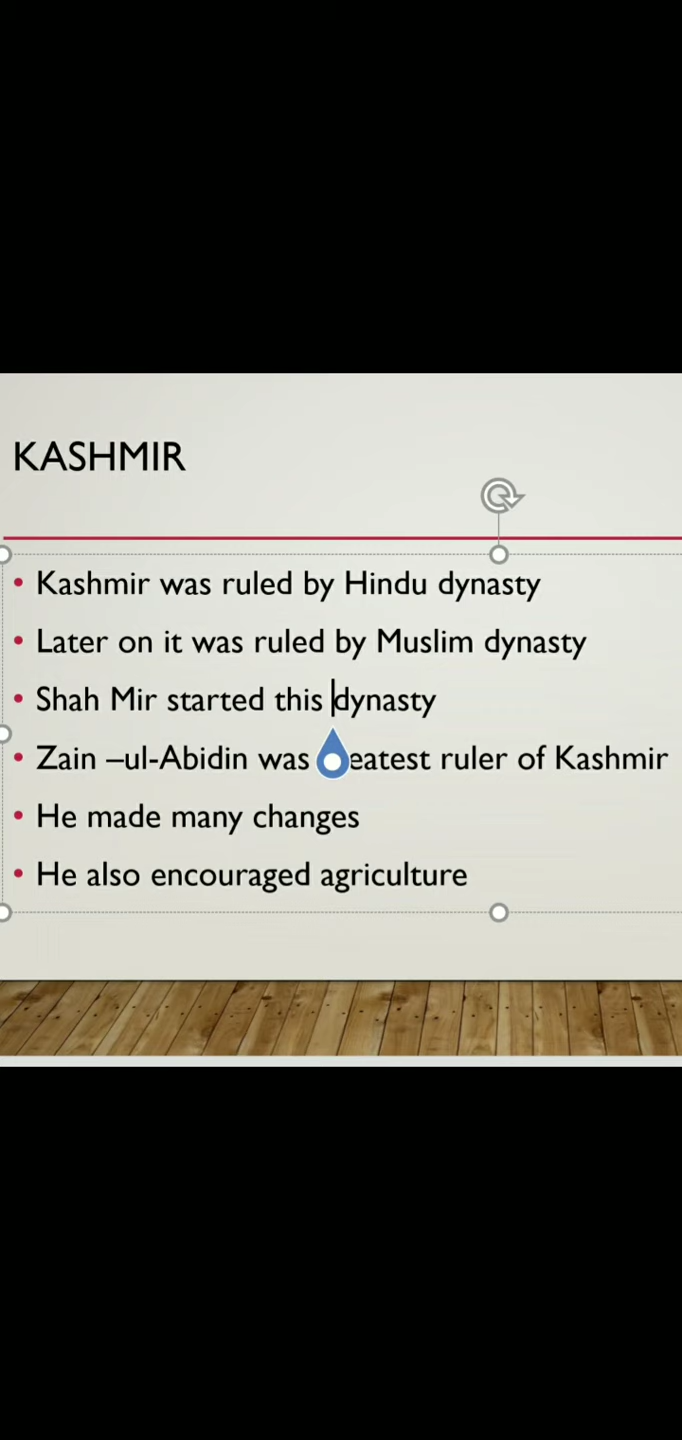 KASHMIR
• Kashmir was ruled by Hindu dynasty
• Later on it was ruled by Muslim dynasty
• Shah Mir started this dynasty
• Zain –ul-Abidin was eatest ruler of Kashmir
• He made many changes
• He also encouraged agriculture